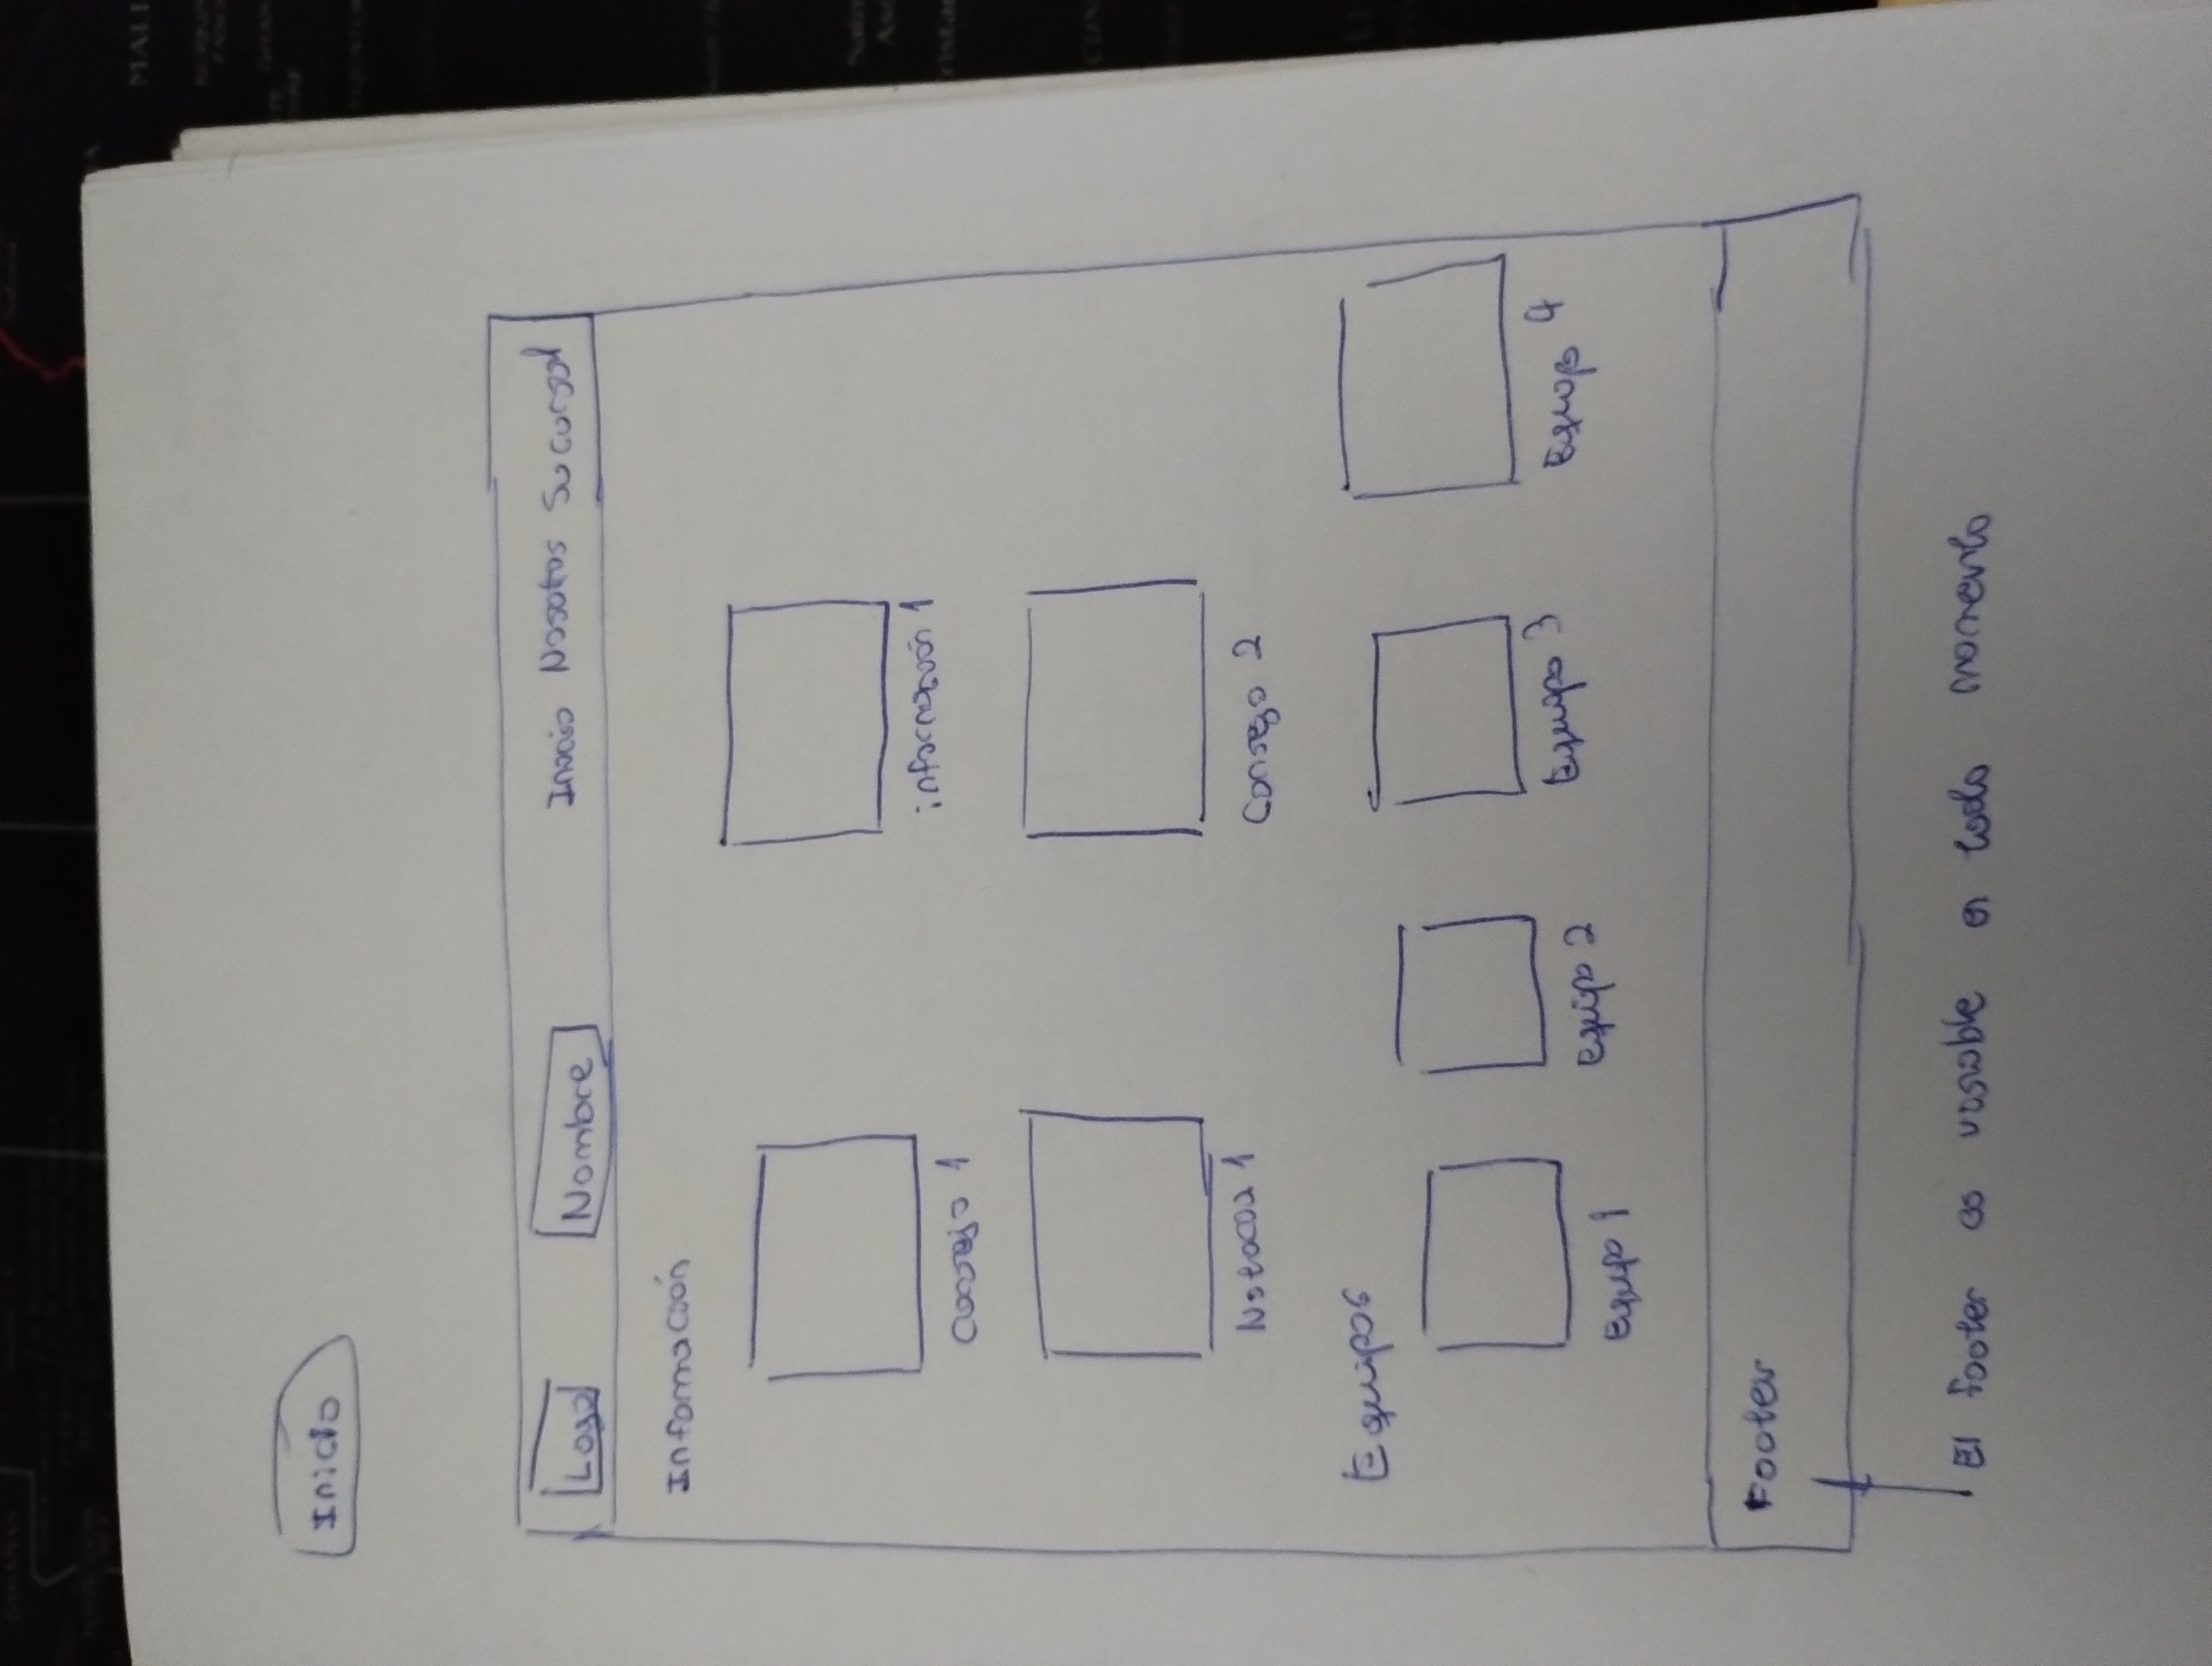 Inicio
Logo Nombre Inicio Nosotros Sucursal
Información
Consejo 1 información 1
Noticia 1 Consejo 2
Equipos
Equipo 1 Equipo 2 Equipo 3 Equipo 4
Footer
El footer es visible en todo momento